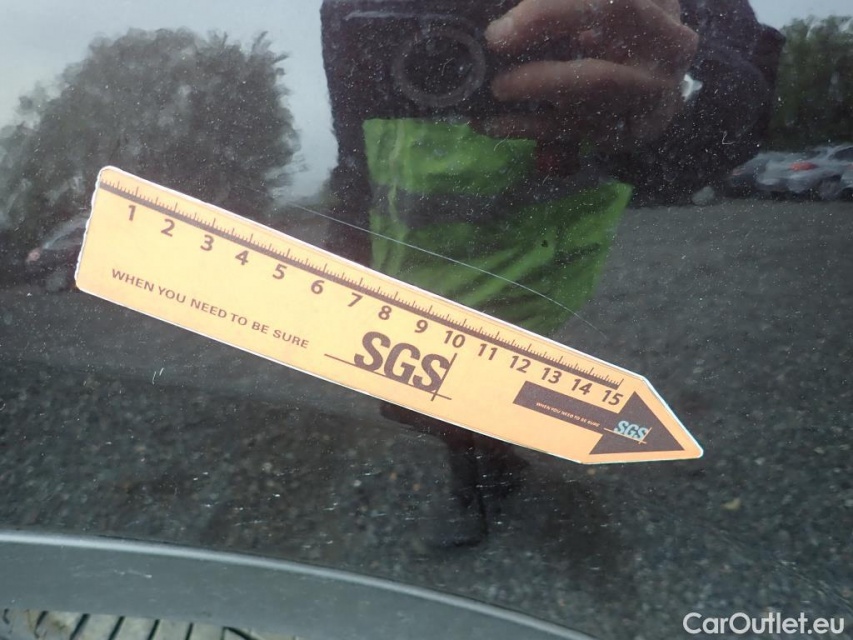 1 2 3 4 5 6 7 8 9 10 11 12 13 14 15
WHEN YOU NEED TO BE SURE
SGS
WHEN YOU NEED TO BE SURE
SGS
CarOutlet.eu